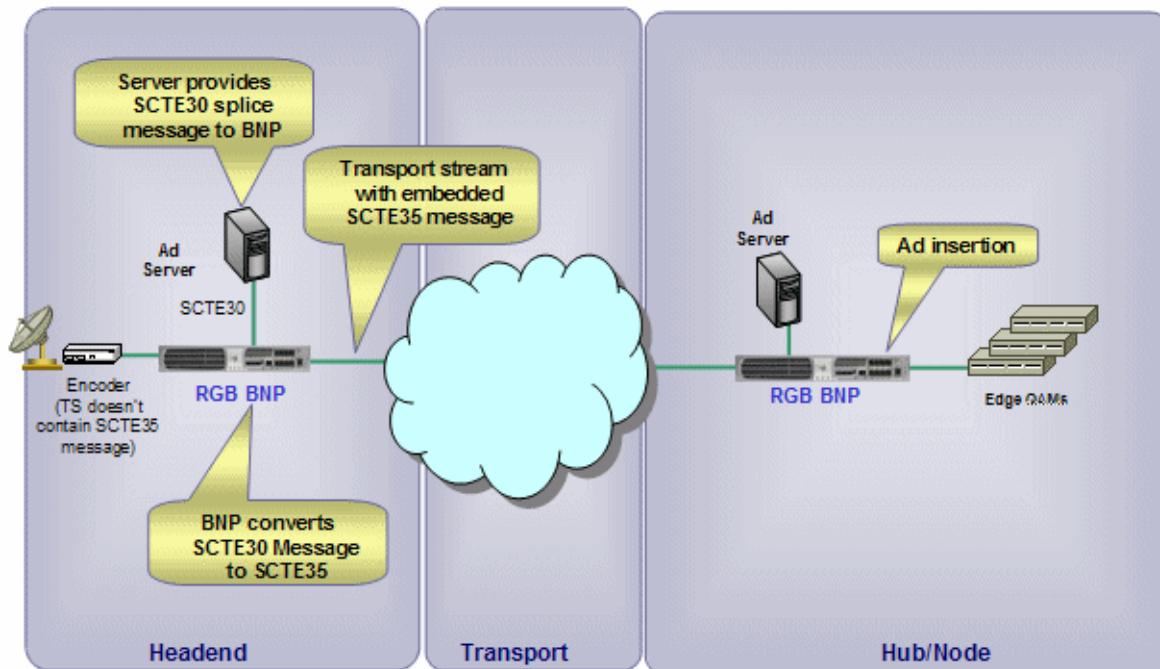 Server provides
SCTE30 splice
message to BNP
Transport stream
with embedded
SCTE35 message
Ad
Server
SCTE30
Encoder
(TS doesn't
contain SCTE35
message)
RGB BNP
BNP converts
SCTE30 Message
to SCTE35
Ad
Server
Ad insertion
RGB BNP
Edge QAMs
Headend
Transport
Hub/Node